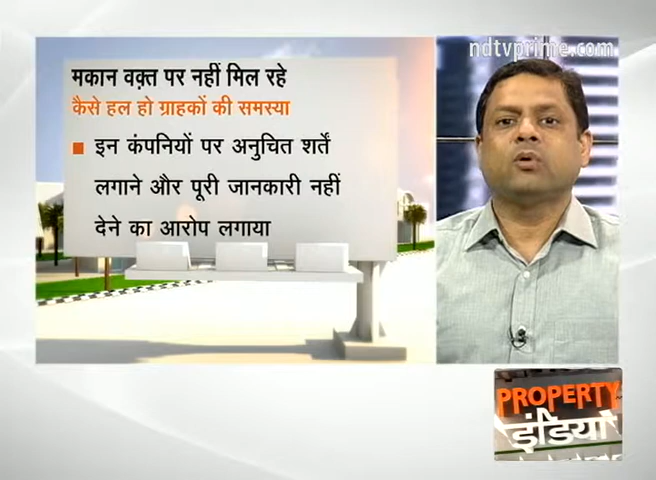 ndtvprime.com
मकान वक़्त पर नहीं मिल रहे
कैसे हल हो ग्राहकों की समस्या
इन कंपनियों पर अनुचित शर्तें
लगाने और पूरी जानकारी नहीं
देने का आरोप लगाया
PROPERTY
इंडिया